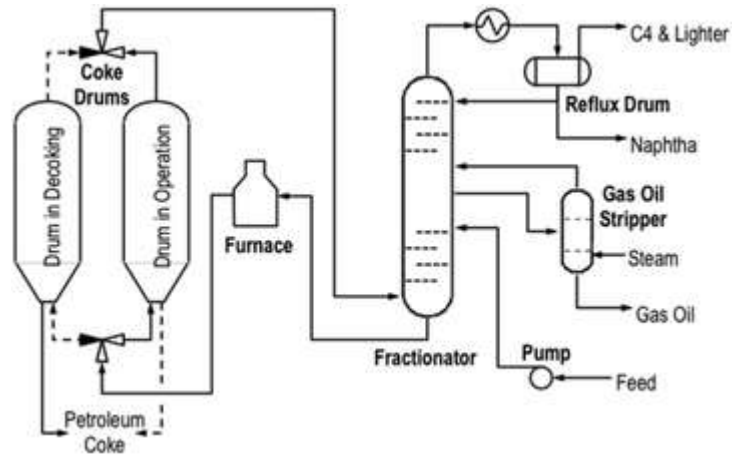 C4 & Lighter
Coke
Drums
Reflux Drum
Naphtha
Drum in Decoking
Drum in Operation
Gas Oil
Stripper
Furnace
Steam
Gas Oil
Fractionator
Pump
Feed
Petroleum
Coke